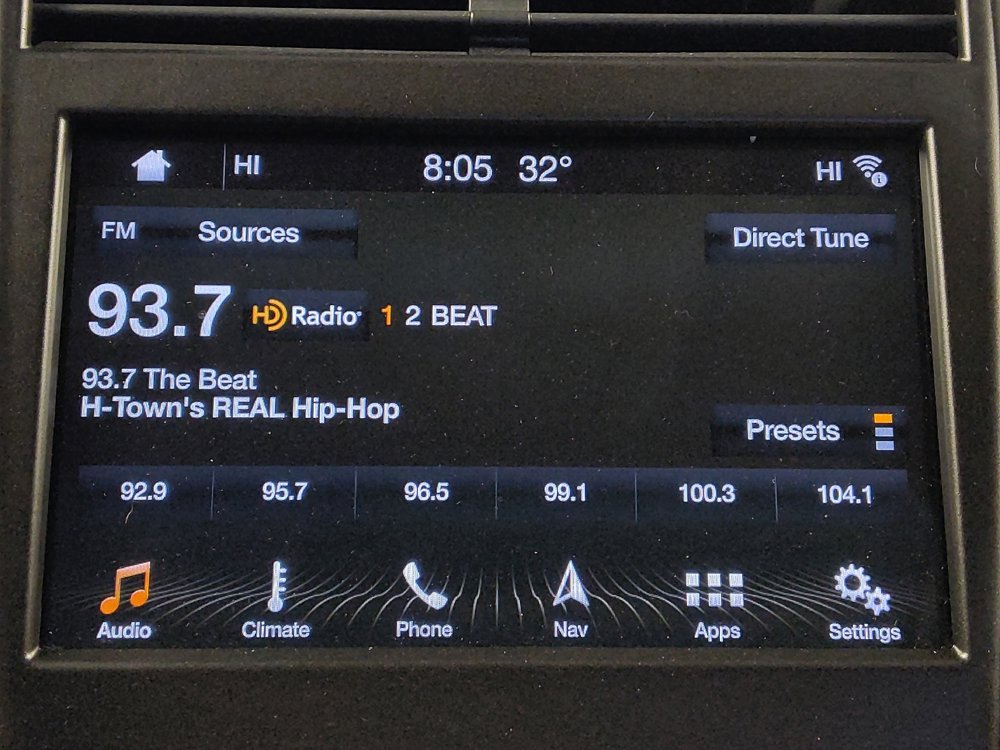 HI 8:05 32° HI
FM Sources Direct Tune
93.7 HD Radio 1 2 BEAT
93.7 The Beat
H-Town's REAL Hip-Hop
Presets
92.9 95.7 96.5 99.1 100.3 104.1
Audio Climate Phone Nav Apps Settings